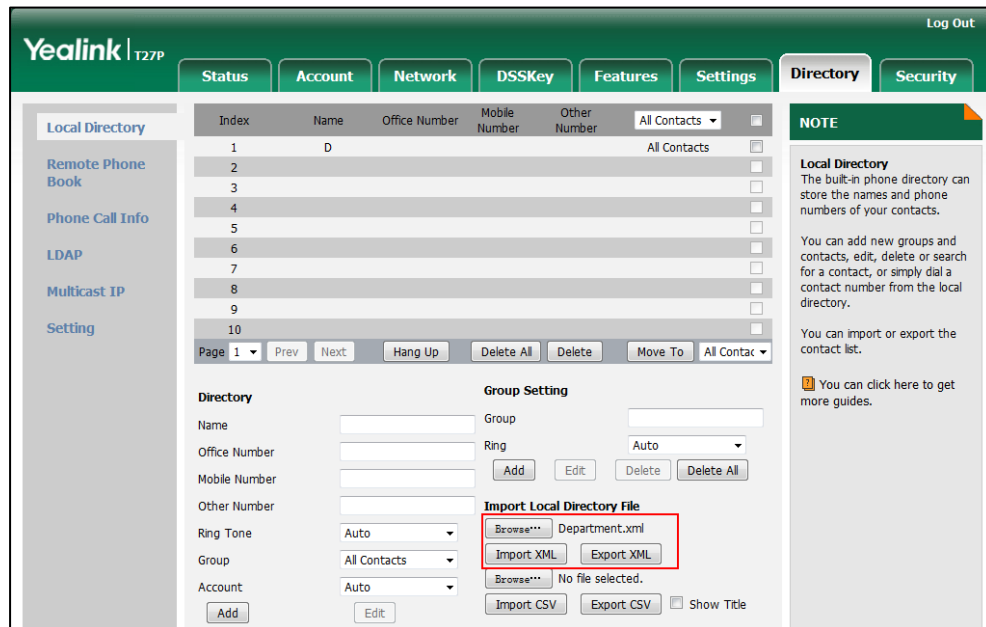 Log Out
Yealink T27P
Status Account Network DSSKey Features Settings Directory Security
Local Directory
Remote Phone
Book
Phone Call Info
LDAP
Multicast IP
Setting
Index Name Office Number Mobile Number Other Number All Contacts
1 D All Contacts
2
3
4
5
6
7
8
9
10
Page 1 Prev Next Hang Up Delete All Delete Move To All Contac
Directory
Name
Office Number
Mobile Number
Other Number
Ring Tone Auto
Group All Contacts
Account Auto
Add Edit
Group Setting
Group
Ring Auto
Add Edit Delete Delete All
Import Local Directory File
Browse... Department.xml
Import XML Export XML
Browse... No file selected.
Import CSV Export CSV Show Title
NOTE
Local Directory
The built-in phone directory can
store the names and phone
numbers of your contacts.
You can add new groups and
contacts, edit, delete or search
for a contact, or simply dial a
contact number from the local
directory.
You can import or export the
contact list.
? You can click here to get
more guides.